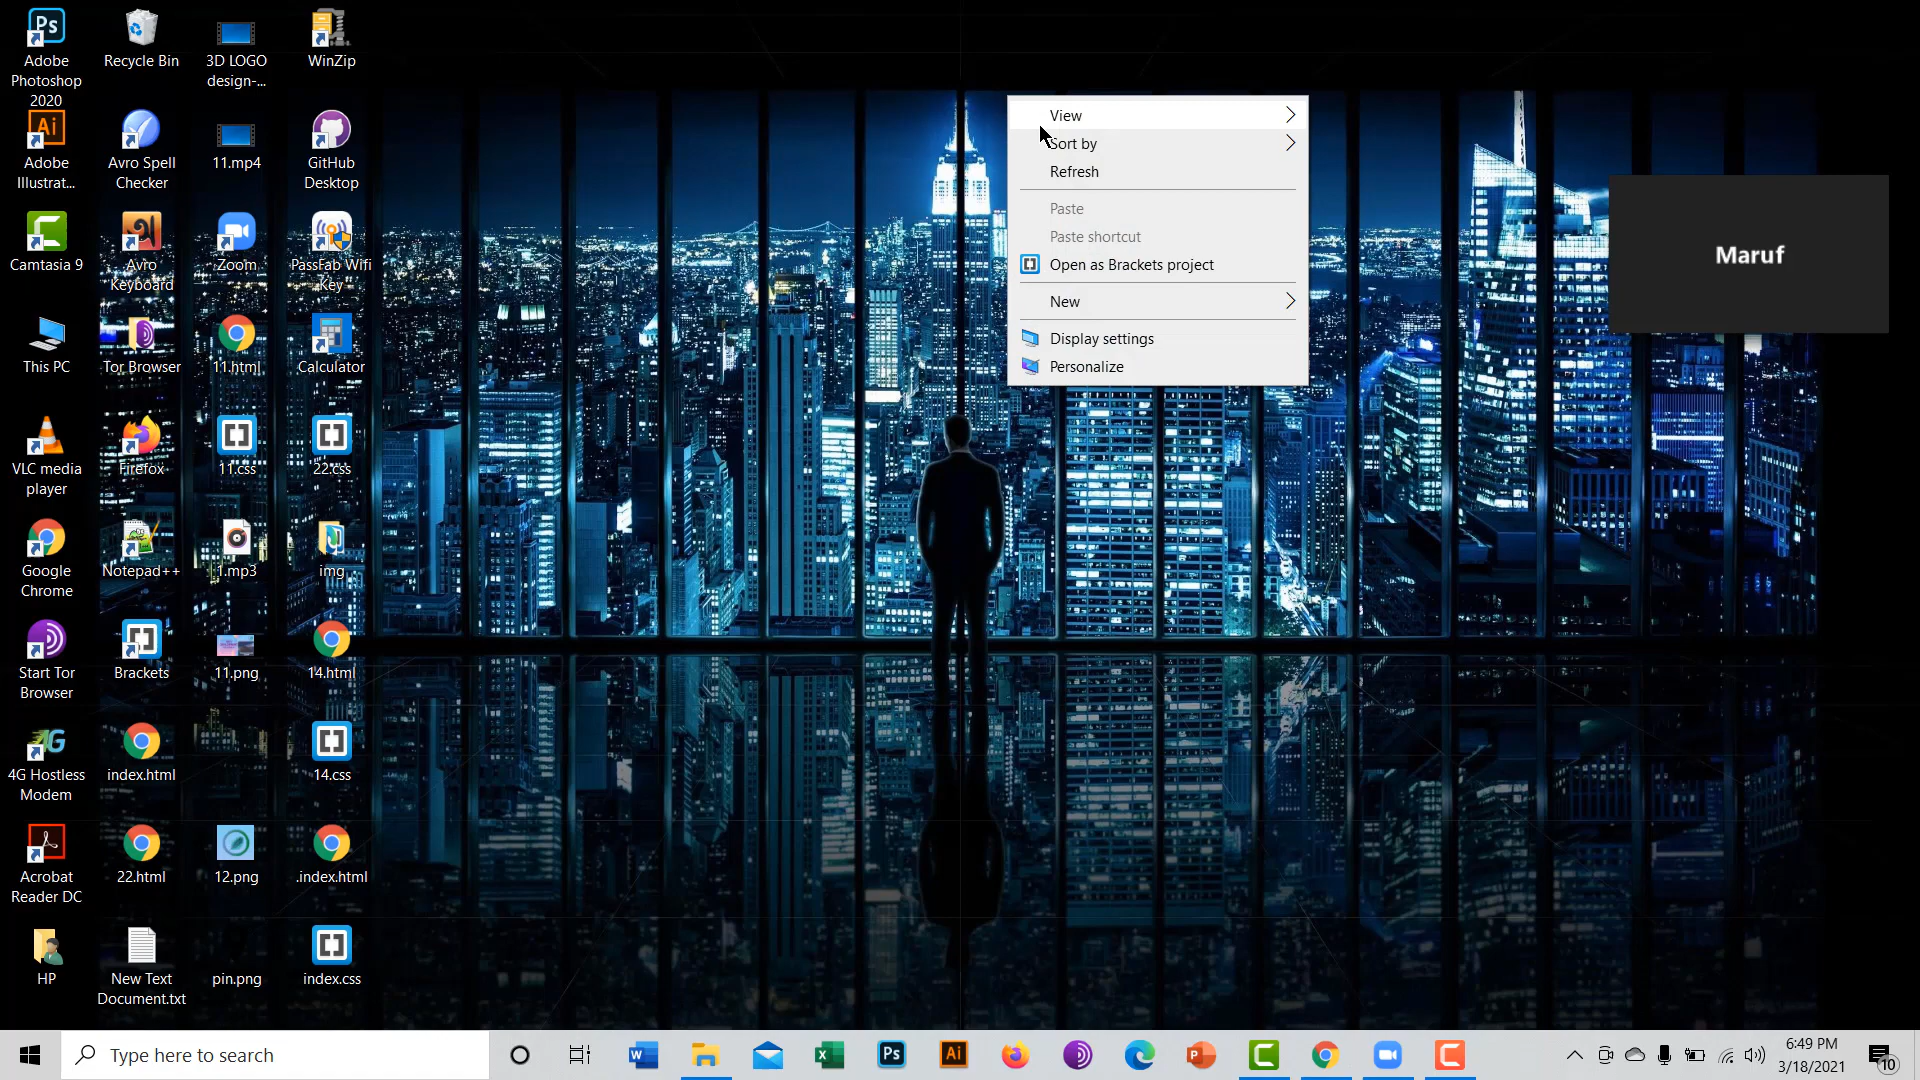 Adobe
Photoshop
2020
Recycle Bin
3D LOGO
design-...
WinZip
Adobe
Illustrat...
Avro Spell
Checker
11.mp4
GitHub
Desktop
Camtasia 9
Avro
Keyboard
Zoom
PassFab Wifi
Key
This PC
Tor Browser
11.html
Calculator
VLC media
player
Firefox
11.css
22.css
Google
Chrome
Notepad++
1.mp3
img
Start Tor
Browser
Brackets
11.png
14.html
4G Hostless
Modem
index.html
14.css
Acrobat
Reader DC
22.html
12.png
.index.html
HP
New Text
Document.txt
pin.png
index.css
View
Sort by
Refresh
Paste
Paste shortcut
Open as Brackets project
New
Display settings
Personalize
Maruf
Type here to search
6:49 PM
3/18/2021
10